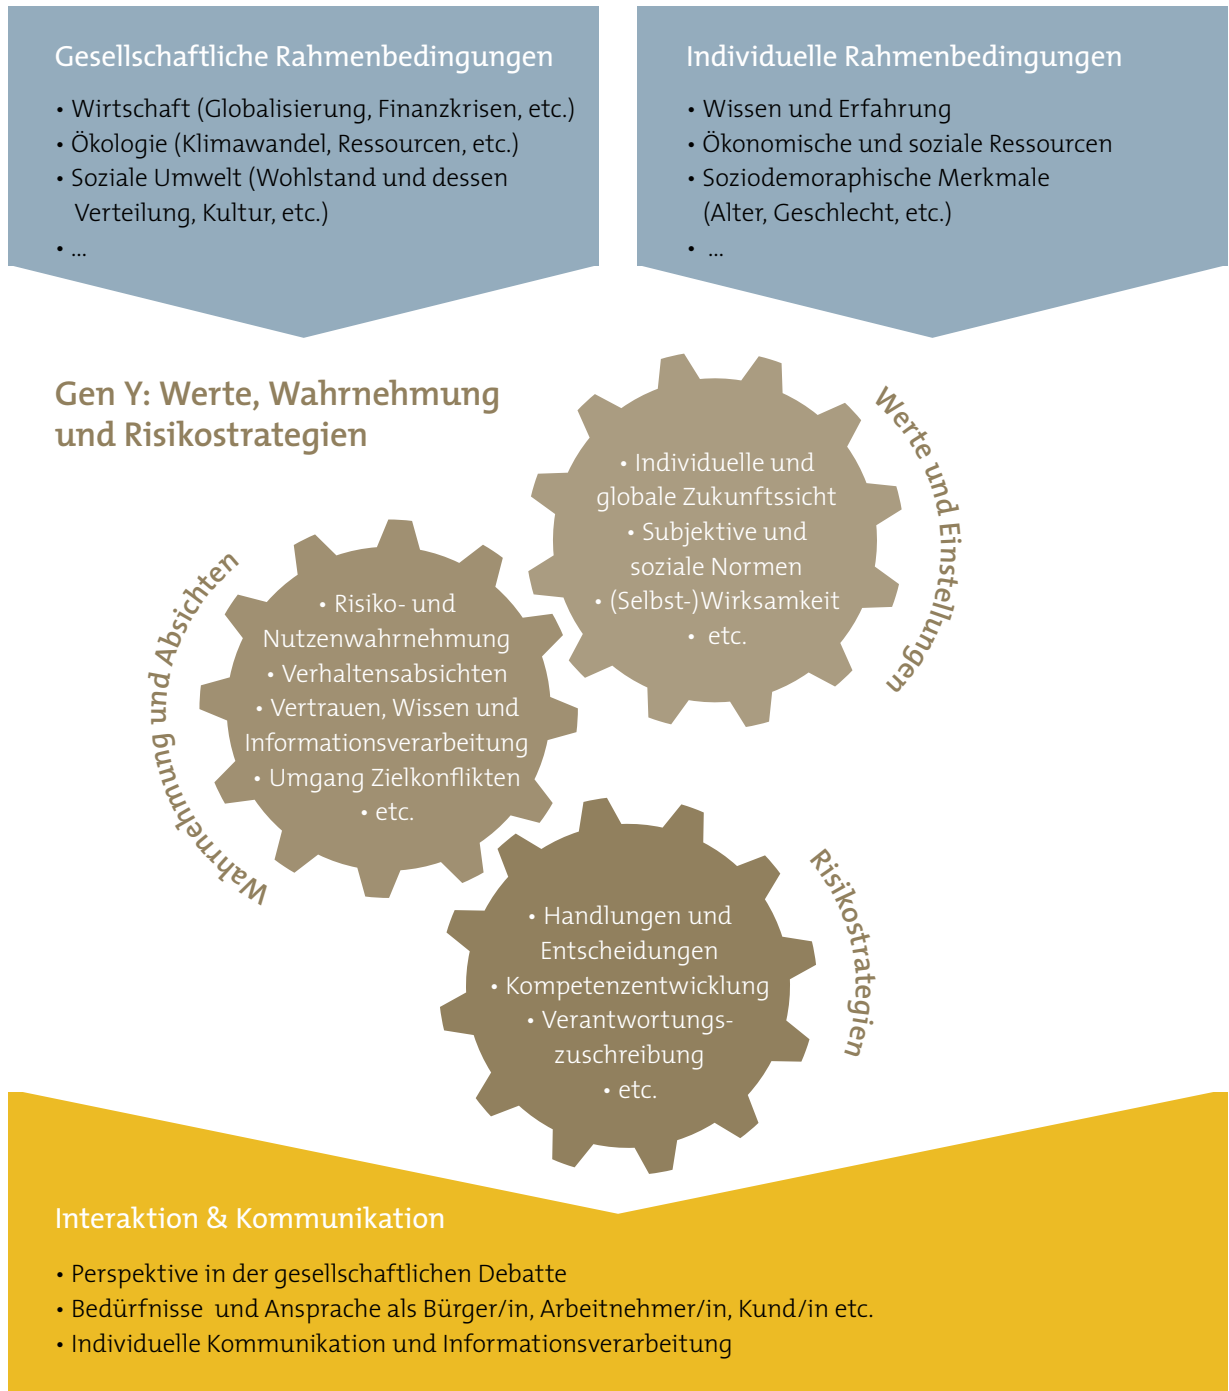 Gesellschaftliche Rahmenbedingungen
• Wirtschaft (Globalisierung, Finanzkrisen, etc.)
• Ökologie (Klimawandel, Ressourcen, etc.)
• Soziale Umwelt (Wohlstand und dessen
Verteilung, Kultur, etc.)
• ...
Individuelle Rahmenbedingungen
• Wissen und Erfahrung
• Ökonomische und soziale Ressourcen
• Soziodemoraphische Merkmale
(Alter, Geschlecht, etc.)
• ...
Gen Y: Werte, Wahrnehmung
und Risikostrategien
• Individuelle und
globale Zukunftssicht
• Subjektive und
soziale Normen
• (Selbst-)Wirksamkeit
• etc.
Werte und Einstellungen
Wahrnehmung und Absichten
• Risiko- und
Nutzenwahrnehmung
• Verhaltensabsichten
• Vertrauen, Wissen und
Informationsverarbeitung
• Umgang Zielkonflikten
• etc.
• Handlungen und
Entscheidungen
• Kompetenzentwicklung
• Verantwortungs-
zuschreibung
• etc.
Risikostrategien
Interaktion & Kommunikation
• Perspektive in der gesellschaftlichen Debatte
• Bedürfnisse und Ansprache als Bürger/in, Arbeitnehmer/in, Kund/in etc.
• Individuelle Kommunikation und Informationsverarbeitung